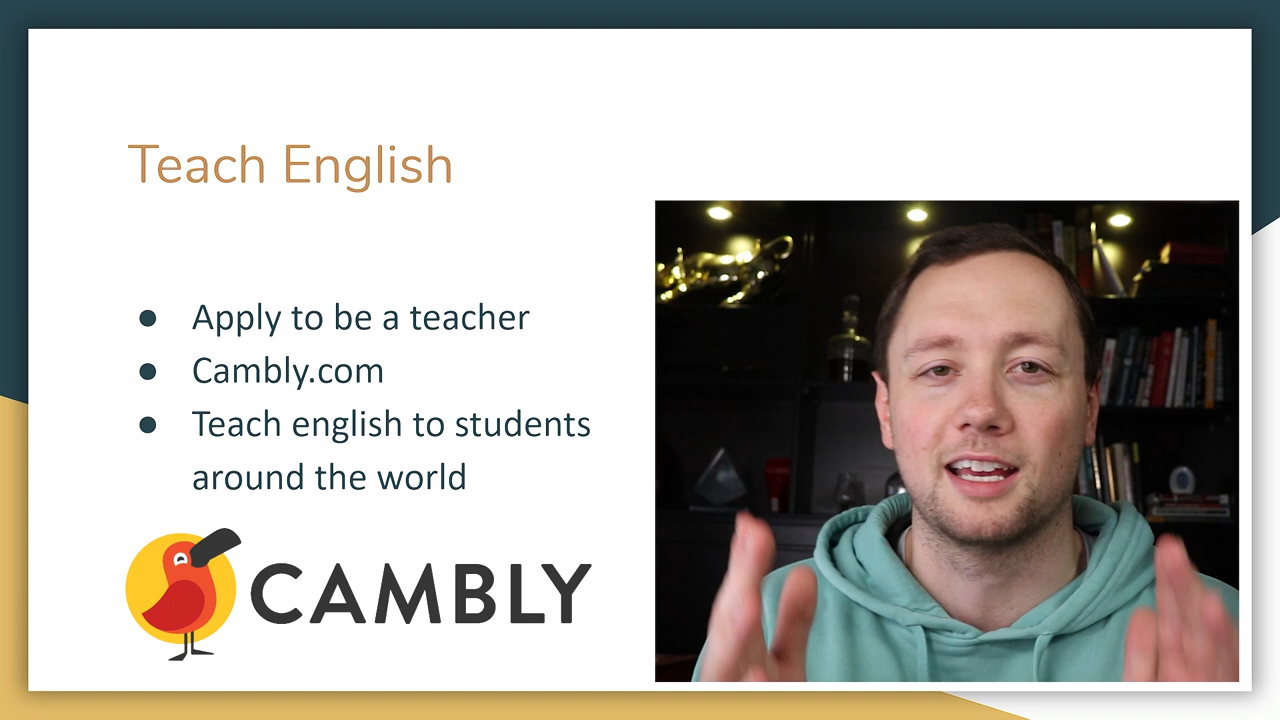 Teach English
● Apply to be a teacher
● Cambly.com
● Teach english to students
around the world
CAMBLY